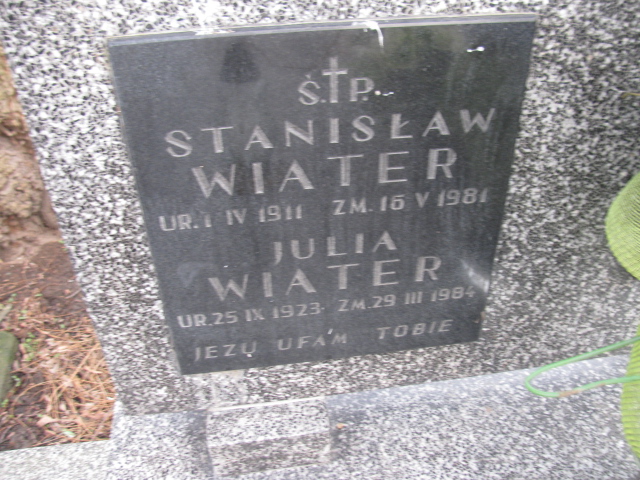 Ś.†P.
STANISŁAW
WIATER
UR. 1 IV 1911 ZM. 16 V 1981
JULIA
WIATER
UR. 25 IX 1923 ZM. 29 III 1984
JEZU UFAM TOBIE